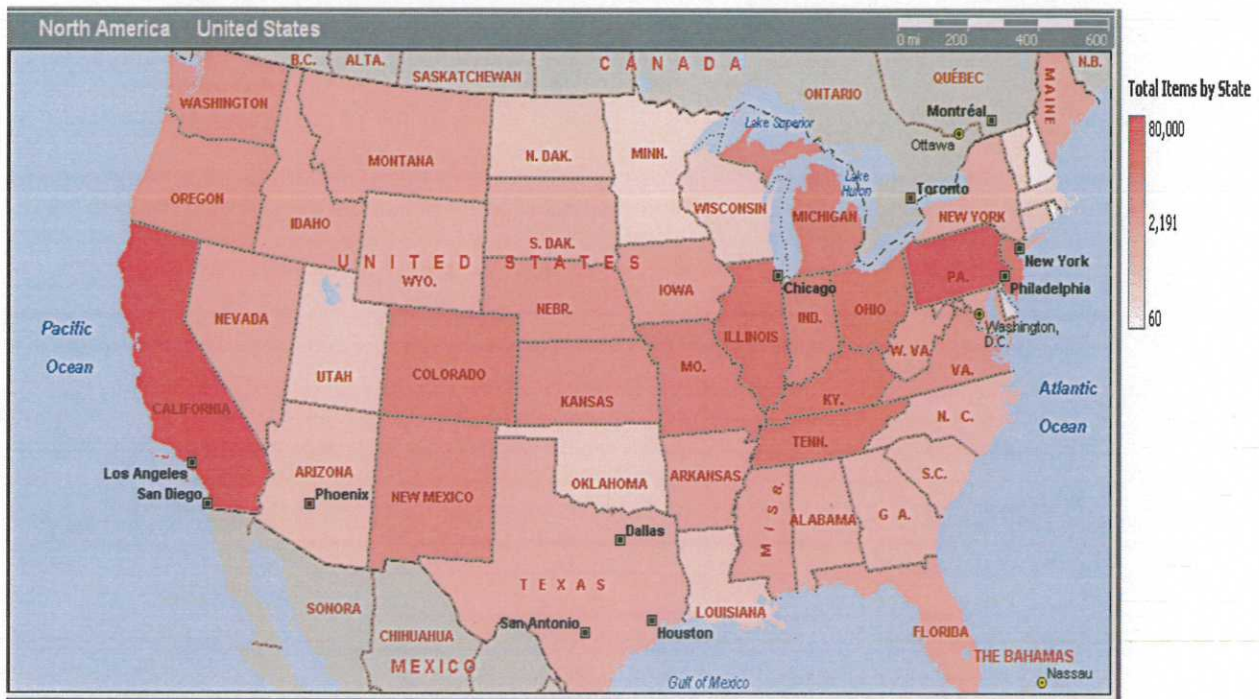 North America United States
0 mi 200 400 600
B.C.
ALTA.
SASKATCHEWAN
C A N A D A
ONTARIO
QUÉBEC
N.B.
MAINE
Montréal
Ottawa
Toronto
Lake Superior
Lake Huron
WASHINGTON
MONTANA
N. DAK.
MINN.
OREGON
IDAHO
WISCONSIN
MICHIGAN
NEW YORK
S. DAK.
U N I T E D S T A T E S
WYO.
IOWA
NEBR.
New York
PA.
Philadelphia
Chicago
NEVADA
UTAH
COLORADO
KANSAS
MO.
ILLINOIS
IND.
OHIO
W. VA.
VA.
Washington, D.C.
KY.
Pacific
Ocean
Atlantic
Ocean
CALIFORNIA
Los Angeles
San Diego
ARIZONA
Phoenix
NEW MEXICO
OKLAHOMA
ARKANSAS
TENN.
N. C.
S.C.
MISS.
ALABAMA
GA.
Dallas
T E X A S
San Antonio
Houston
LOUISIANA
FLORIDA
SONORA
CHIHUAHUA
MEXICO
Gulf of Mexico
THE BAHAMAS
Nassau
Total Items by State
80,000
2,191
60